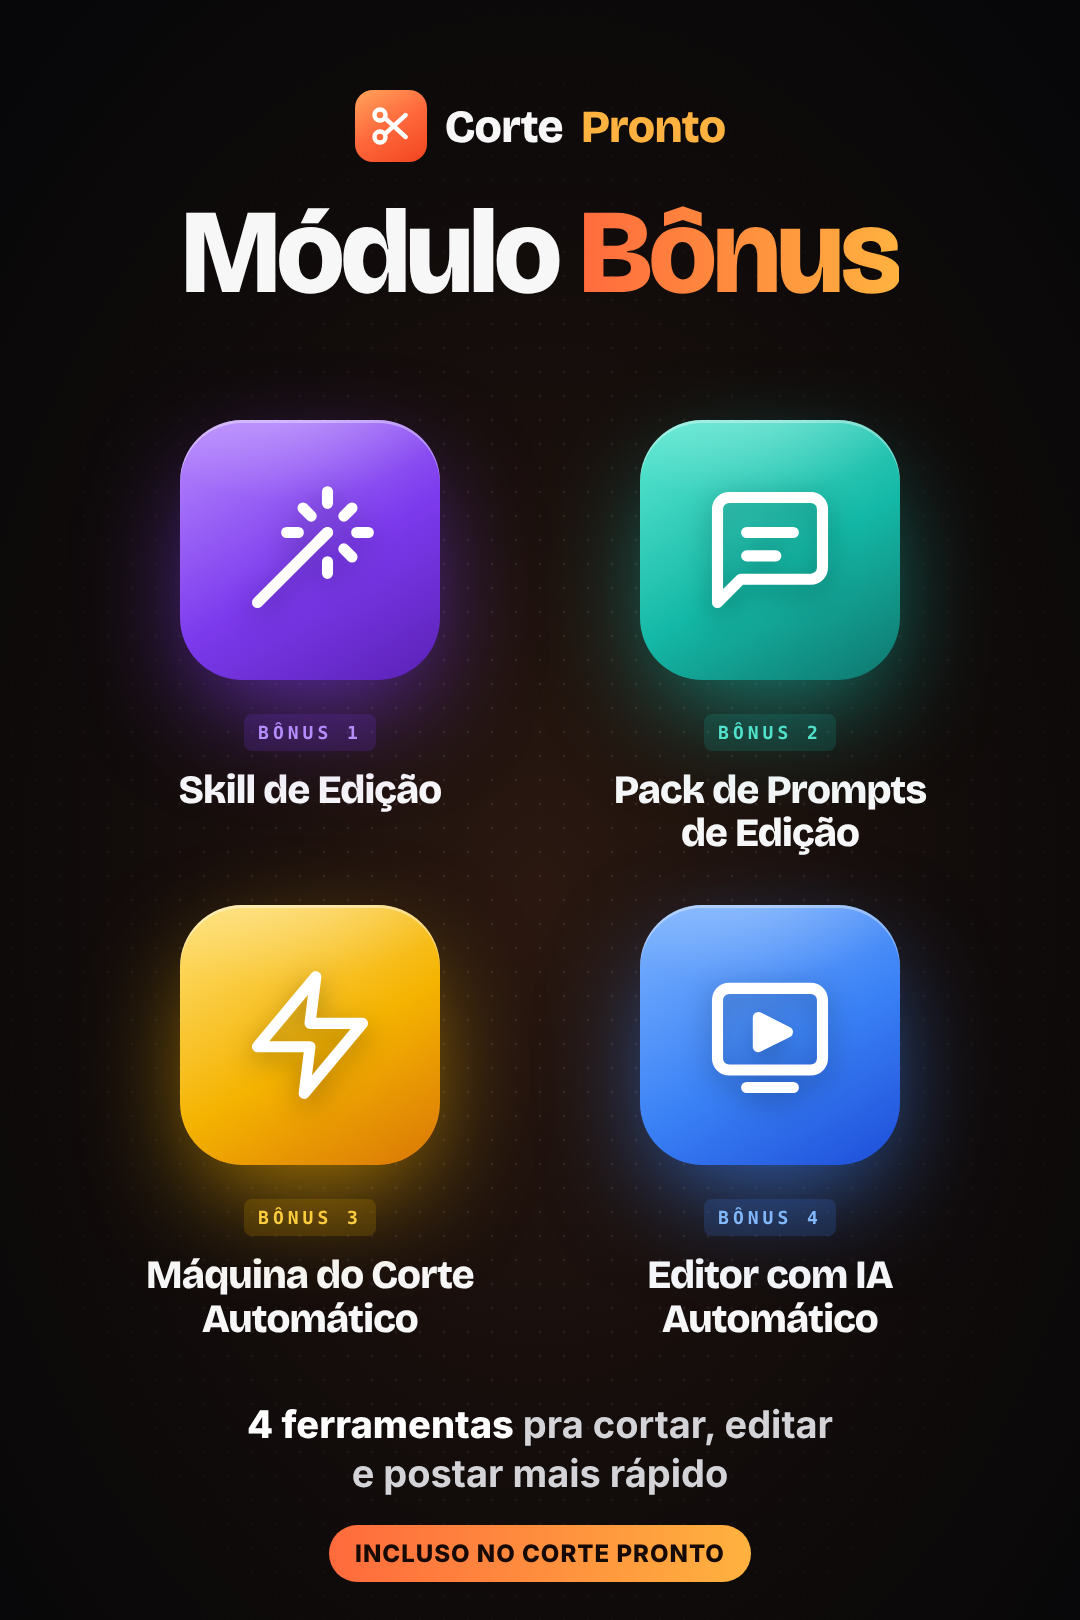 Corte Pronto
Módulo Bônus
BÔNUS 1
Skill de Edição
BÔNUS 2
Pack de Prompts
de Edição
BÔNUS 3
Máquina do Corte
Automático
BÔNUS 4
Editor com IA
Automático
4 ferramentas pra cortar, editar
e postar mais rápido
INCLUSO NO CORTE PRONTO